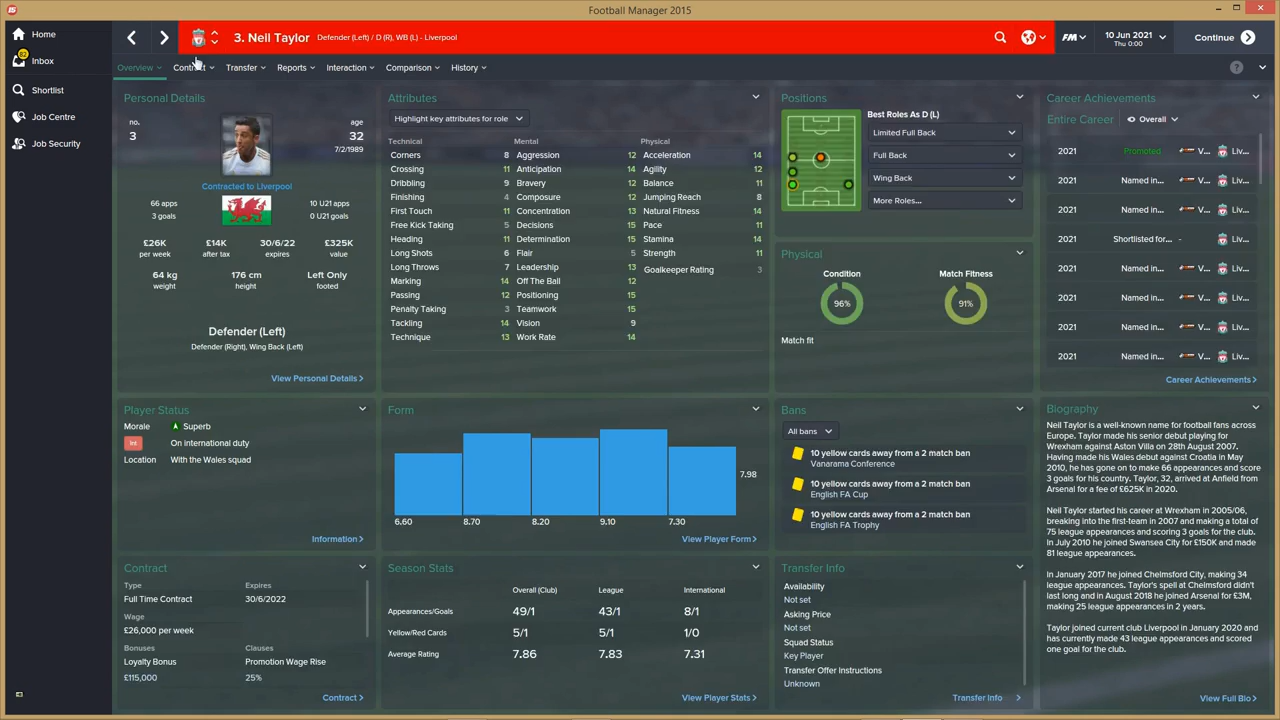 Football Manager 2015
Home
Inbox
Shortlist
Job Centre
Job Security
3. Neil Taylor
Defender (Left) / D (R), WB (L) - Liverpool
FM
10 Jun 2021
Thu 0:00
Continue
Overview
Contract
Transfer
Reports
Interaction
Comparison
History
Personal Details
no.
3
age
32
7/2/1989
Contracted to Liverpool
66 apps
3 goals
10 U21 apps
0 U21 goals
£26K
per week
£14K
after tax
30/6/22
expires
£325K
value
64 kg
weight
176 cm
height
Left Only
footed
Defender (Left)
Defender (Right), Wing Back (Left)
View Personal Details >
Attributes
Highlight key attributes for role
Technical Mental Physical
Corners 8 Aggression 12 Acceleration 14
Crossing 11 Anticipation 14 Agility 12
Dribbling 9 Bravery 12 Balance 11
Finishing 4 Composure 12 Jumping Reach 8
First Touch 11 Concentration 13 Natural Fitness 14
Free Kick Taking 5 Decisions 15 Pace 11
Heading 11 Determination 15 Stamina 14
Long Shots 6 Flair 5 Strength 11
Long Throws 7 Leadership 13 Goalkeeper Rating 3
Marking 14 Off The Ball 12
Passing 12 Positioning 15
Penalty Taking 3 Teamwork 15
Tackling 14 Vision 9
Technique 13 Work Rate 14
Positions
Best Roles As D (L)
Limited Full Back
Full Back
Wing Back
More Roles...
Physical
Condition
96%
Match Fitness
91%
Match fit
Career Achievements
Entire Career Overall
2021 Promoted V... Liv...
2021 Named in... V... Liv...
2021 Named in... V... Liv...
2021 Shortlisted for... - Liv...
2021 Named in... V... Liv...
2021 Named in... V... Liv...
2021 Named in... V... Liv...
2021 Named in... V... Liv...
Career Achievements >
Player Status
Morale Superb
Int On international duty
Location With the Wales squad
Information >
Form
6.60 8.70 8.20 9.10 7.30
7.98
View Player Form >
Bans
All bans
10 yellow cards away from a 2 match ban
Vanarama Conference
10 yellow cards away from a 2 match ban
English FA Cup
10 yellow cards away from a 2 match ban
English FA Trophy
Biography
Neil Taylor is a well-known name for football fans across
Europe. Taylor made his senior debut playing for
Wrexham against Aston Villa on 28th August 2007.
Having made his Wales debut against Croatia in May
2010, he has gone on to make 66 appearances and score
3 goals for his country. Taylor, 32, arrived at Anfield from
Arsenal for a fee of £625K in 2020.
Neil Taylor started his career at Wrexham in 2005/06,
breaking into the first-team in 2007 and making a total of
75 league appearances and scoring 3 goals for the club.
In July 2010 he joined Swansea City for £150K and made
81 league appearances.
In January 2017 he joined Chelmsford City, making 34
league appearances. Taylor's spell at Chelmsford didn't
last long and in August 2018 he joined Arsenal for £3M,
making 25 league appearances in 2 years.
Taylor joined current club Liverpool in January 2020 and
has currently made 43 league appearances and scored
one goal for the club.
View Full Bio >
Contract
Type
Full Time Contract
Expires
30/6/2022
Wage
£26,000 per week
Bonuses
Loyalty Bonus
£115,000
Clauses
Promotion Wage Rise
25%
Contract >
Season Stats
Overall (Club) League International
Appearances/Goals 49/1 43/1 8/1
Yellow/Red Cards 5/1 5/1 1/0
Average Rating 7.86 7.83 7.31
View Player Stats >
Transfer Info
Availability
Not set
Asking Price
Not set
Squad Status
Key Player
Transfer Offer Instructions
Unknown
Transfer Info >